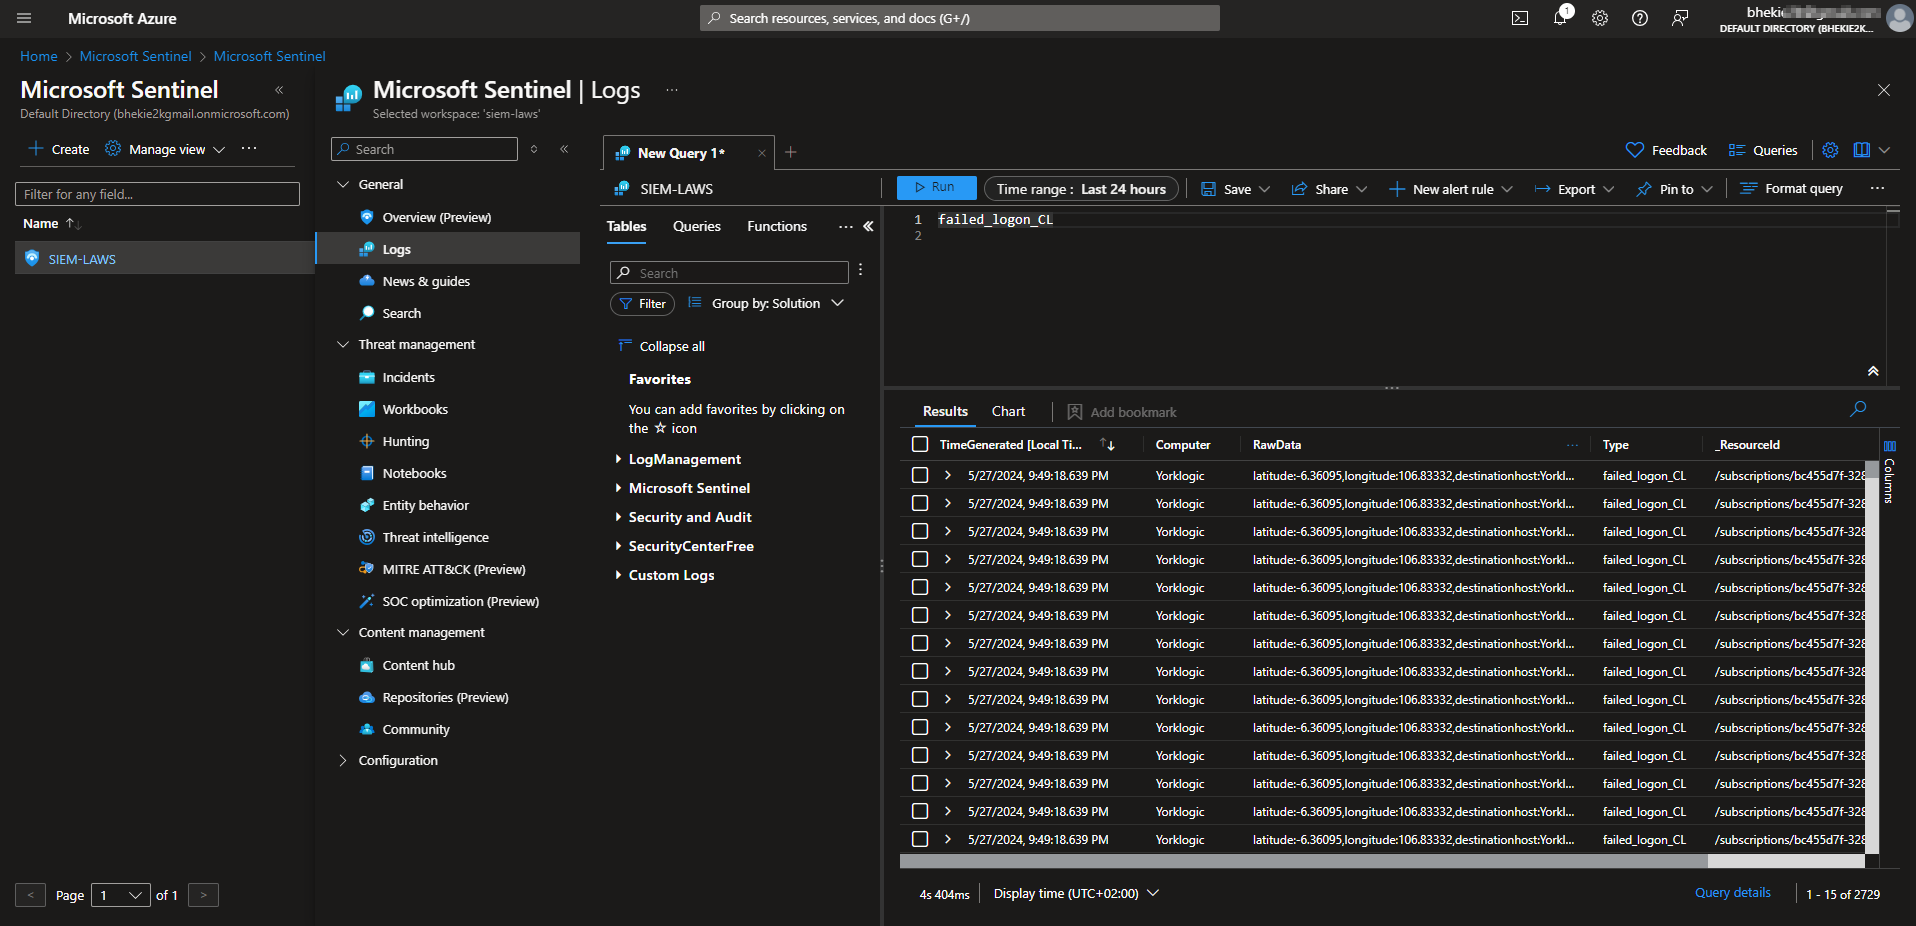 Microsoft Azure
Search resources, services, and docs (G+/)
1
DEFAULT DIRECTORY (BHEKIE2K...
Home > Microsoft Sentinel > Microsoft Sentinel
Microsoft Sentinel «
Default Directory (bhekie2kgmail.onmicrosoft.com)
+ Create Manage view ...
Filter for any field...
Name ↑↓
SIEM-LAWS
< Page 1 of 1 >
Microsoft Sentinel | Logs ...
Selected workspace: 'siem-laws'
Search «
General
Overview (Preview)
Logs
News & guides
Search
Threat management
Incidents
Workbooks
Hunting
Notebooks
Entity behavior
Threat intelligence
MITRE ATT&CK (Preview)
SOC optimization (Preview)
Content management
Content hub
Repositories (Preview)
Community
Configuration
New Query 1* × +
Feedback Queries
SIEM-LAWS
Run Time range : Last 24 hours Save Share New alert rule Export Pin to Format query ...
Tables Queries Functions ... «
Search
Filter Group by: Solution
Collapse all
Favorites
You can add favorites by clicking on
the ☆ icon
LogManagement
Microsoft Sentinel
Security and Audit
SecurityCenterFree
Custom Logs
1 failed_logon_CL
2
Results Chart Add bookmark
TimeGenerated [Local Ti... ↑↓ Computer RawData ... Type _ResourceId
5/27/2024, 9:49:18.639 PM Yorklogic latitude:-6.36095,longitude:106.83332,destinationhost:Yorkl... failed_logon_CL /subscriptions/bc455d7f-328
5/27/2024, 9:49:18.639 PM Yorklogic latitude:-6.36095,longitude:106.83332,destinationhost:Yorkl... failed_logon_CL /subscriptions/bc455d7f-328
5/27/2024, 9:49:18.639 PM Yorklogic latitude:-6.36095,longitude:106.83332,destinationhost:Yorkl... failed_logon_CL /subscriptions/bc455d7f-328
5/27/2024, 9:49:18.639 PM Yorklogic latitude:-6.36095,longitude:106.83332,destinationhost:Yorkl... failed_logon_CL /subscriptions/bc455d7f-328
5/27/2024, 9:49:18.639 PM Yorklogic latitude:-6.36095,longitude:106.83332,destinationhost:Yorkl... failed_logon_CL /subscriptions/bc455d7f-328
5/27/2024, 9:49:18.639 PM Yorklogic latitude:-6.36095,longitude:106.83332,destinationhost:Yorkl... failed_logon_CL /subscriptions/bc455d7f-328
5/27/2024, 9:49:18.639 PM Yorklogic latitude:-6.36095,longitude:106.83332,destinationhost:Yorkl... failed_logon_CL /subscriptions/bc455d7f-328
5/27/2024, 9:49:18.639 PM Yorklogic latitude:-6.36095,longitude:106.83332,destinationhost:Yorkl... failed_logon_CL /subscriptions/bc455d7f-328
5/27/2024, 9:49:18.639 PM Yorklogic latitude:-6.36095,longitude:106.83332,destinationhost:Yorkl... failed_logon_CL /subscriptions/bc455d7f-328
5/27/2024, 9:49:18.639 PM Yorklogic latitude:-6.36095,longitude:106.83332,destinationhost:Yorkl... failed_logon_CL /subscriptions/bc455d7f-328
5/27/2024, 9:49:18.639 PM Yorklogic latitude:-6.36095,longitude:106.83332,destinationhost:Yorkl... failed_logon_CL /subscriptions/bc455d7f-328
5/27/2024, 9:49:18.639 PM Yorklogic latitude:-6.36095,longitude:106.83332,destinationhost:Yorkl... failed_logon_CL /subscriptions/bc455d7f-328
5/27/2024, 9:49:18.639 PM Yorklogic latitude:-6.36095,longitude:106.83332,destinationhost:Yorkl... failed_logon_CL /subscriptions/bc455d7f-328
5/27/2024, 9:49:18.639 PM Yorklogic latitude:-6.36095,longitude:106.83332,destinationhost:Yorkl... failed_logon_CL /subscriptions/bc455d7f-328
Columns
4s 404ms Display time (UTC+02:00) Query details 1 - 15 of 2729